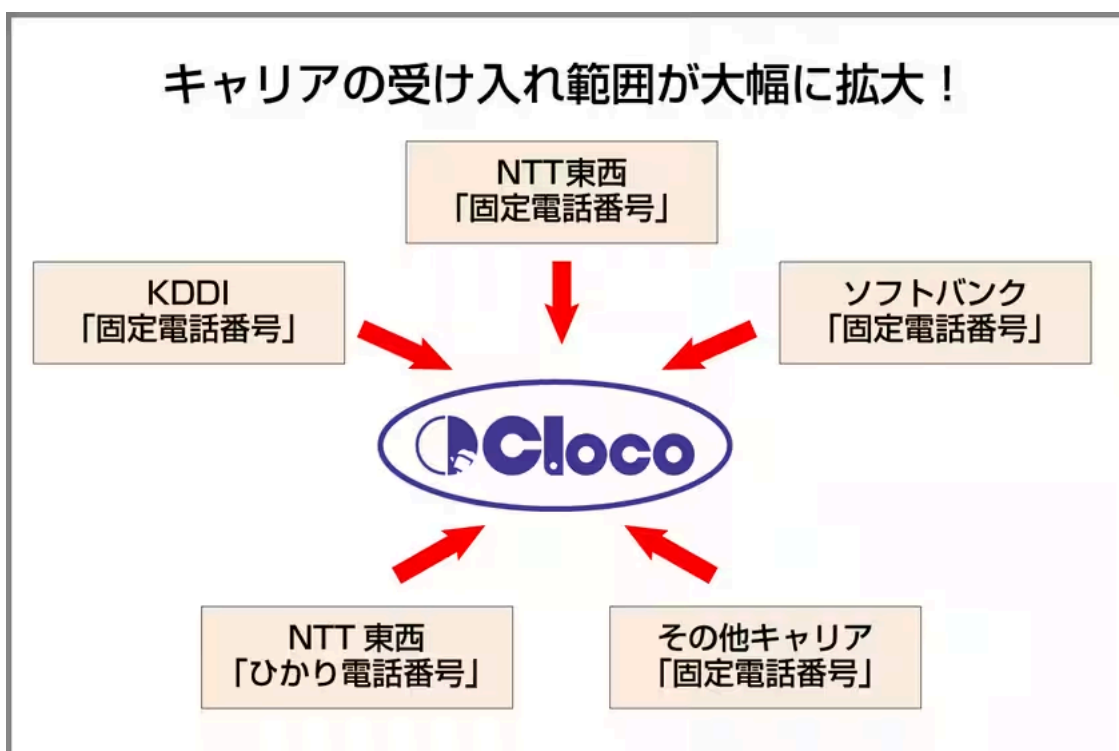 キャリアの受け入れ範囲が大幅に拡大！
NTT東西
「固定電話番号」
KDDI
「固定電話番号」
ソフトバンク
「固定電話番号」
Cloco
NTT 東西
「ひかり電話番号」
その他キャリア
「固定電話番号」